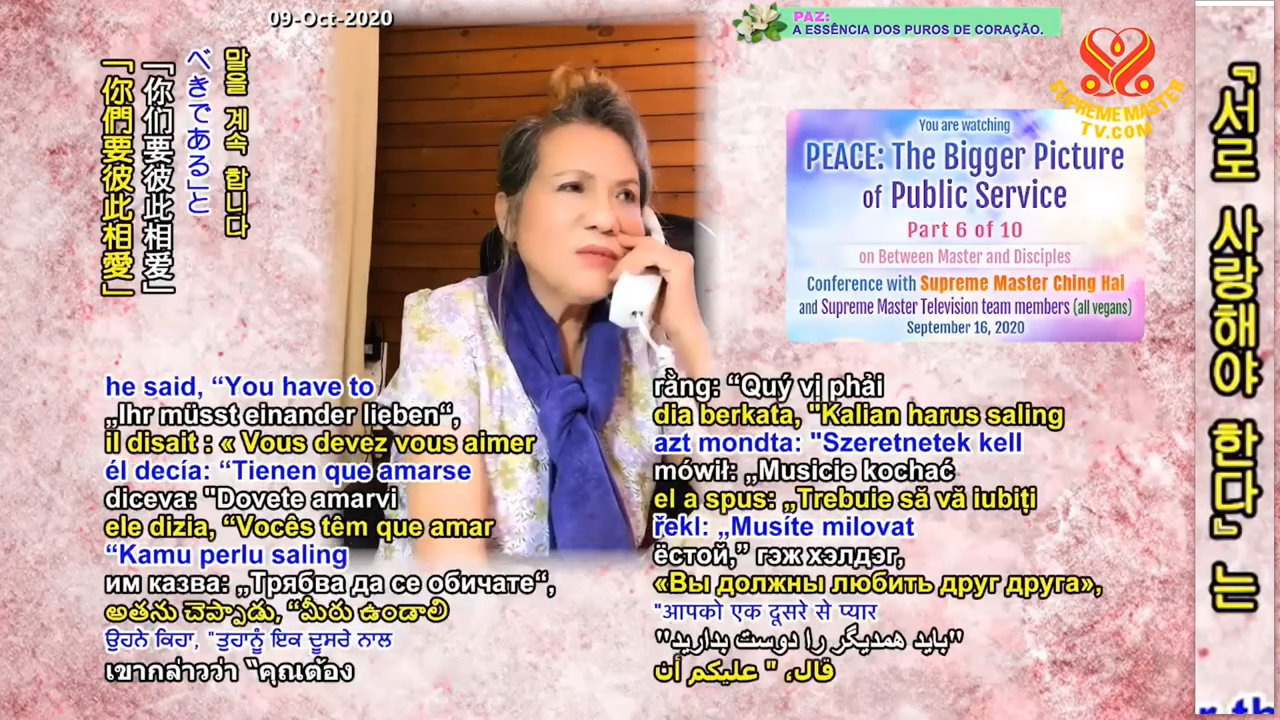 09-Oct-2020
PAZ:
A ESSÊNCIA DOS PUROS DE CORAÇÃO.
SUPREME MASTER
TV.COM
You are watching
PEACE: The Bigger Picture
of Public Service
Part 6 of 10
on Between Master and Disciples
Conference with Supreme Master Ching Hai
and Supreme Master Television team members (all vegans)
September 16, 2020
말을 계속 합니다
べきである」と
「你们要彼此相爱」
「你們要彼此相愛」
『서로 사랑해야 한다』는
he said, “You have to
„Ihr müsst einander lieben“,
il disait : « Vous devez vous aimer
él decía: “Tienen que amarse
diceva: "Dovete amarvi
ele dizia, “Vocês têm que amar
“Kamu perlu saling
им казва: „Трябва да се обичате“,
అతను చెప్పాడు, “మీరు ఉండాలి
ਉਹਨੇ ਕਿਹਾ, "ਤੁਹਾਨੂੰ ਇਕ ਦੂਸਰੇ ਨਾਲ
เขากล่าวว่า “คุณต้อง
rằng: “Quý vị phải
dia berkata, "Kalian harus saling
azt mondta: "Szeretnetek kell
mówił: „Musicie kochać
el a spus: „Trebuie să vă iubiți
řekl: „Musíte milovat
ёстой,” гэж хэлдэг,
«Вы должны любить друг друга»,
"आपको एक दूसरे से प्यार
"باید همدیگر را دوست بدارید"
قال، " عليكم أن